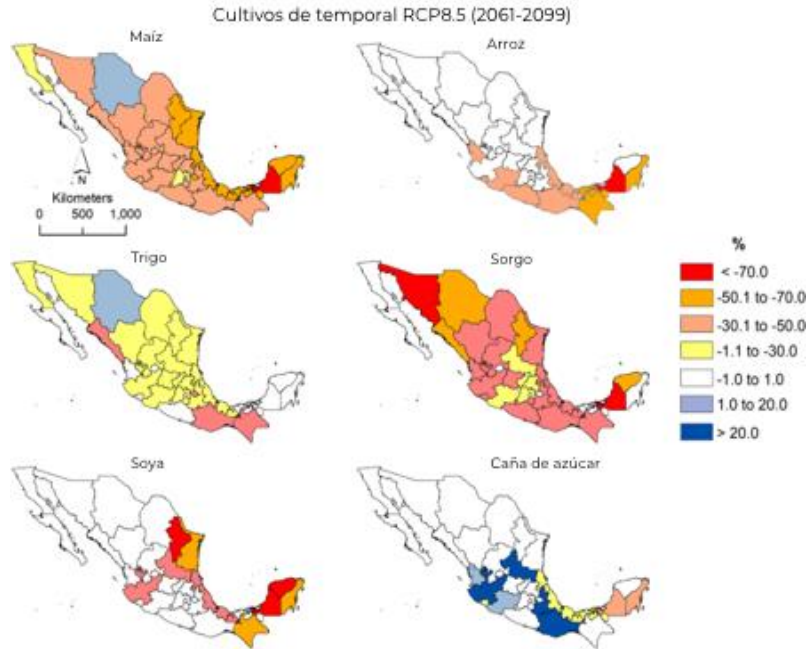 Cultivos de temporal RCP8.5 (2061-2099)
Maíz
Arroz
N
Kilometers
0 500 1,000
Trigo
Sorgo
%
< -70.0
-50.1 to -70.0
-30.1 to -50.0
-1.1 to -30.0
-1.0 to 1.0
1.0 to 20.0
> 20.0
Soya
Caña de azúcar